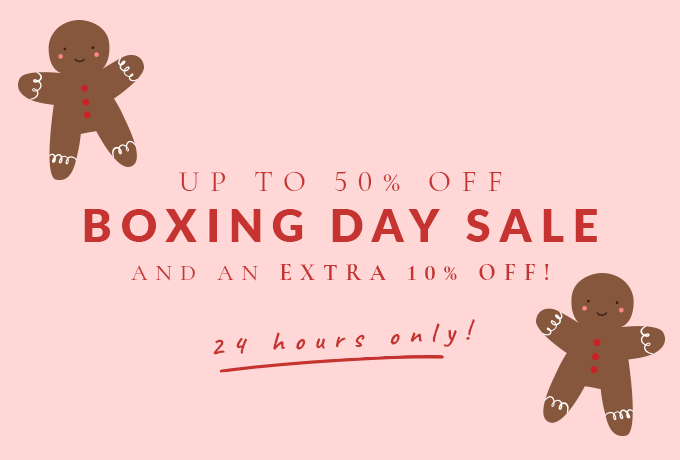 UP TO 50% OFF
BOXING DAY SALE
AND AN EXTRA 10% OFF!
24 hours only!